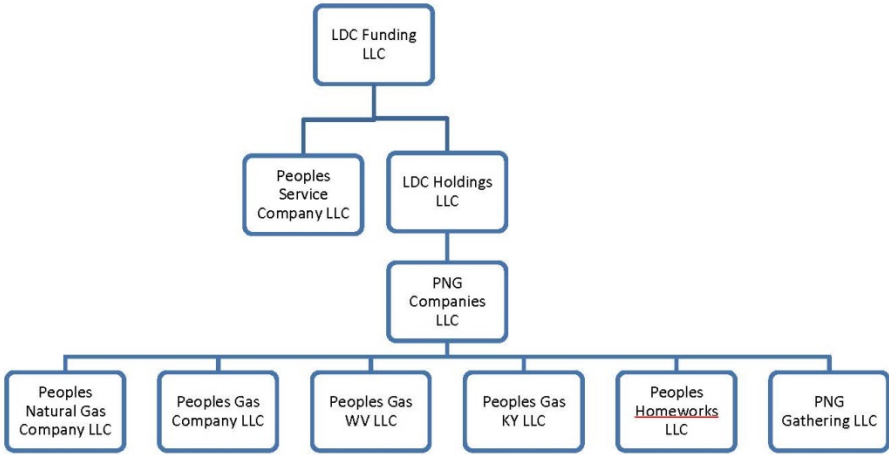 LDC Funding
LLC
Peoples
Service
Company LLC
LDC Holdings
LLC
PNG
Companies
LLC
Peoples
Natural Gas
Company LLC
Peoples Gas
Company LLC
Peoples Gas
WV LLC
Peoples Gas
KY LLC
Peoples
Homeworks
LLC
PNG
Gathering LLC